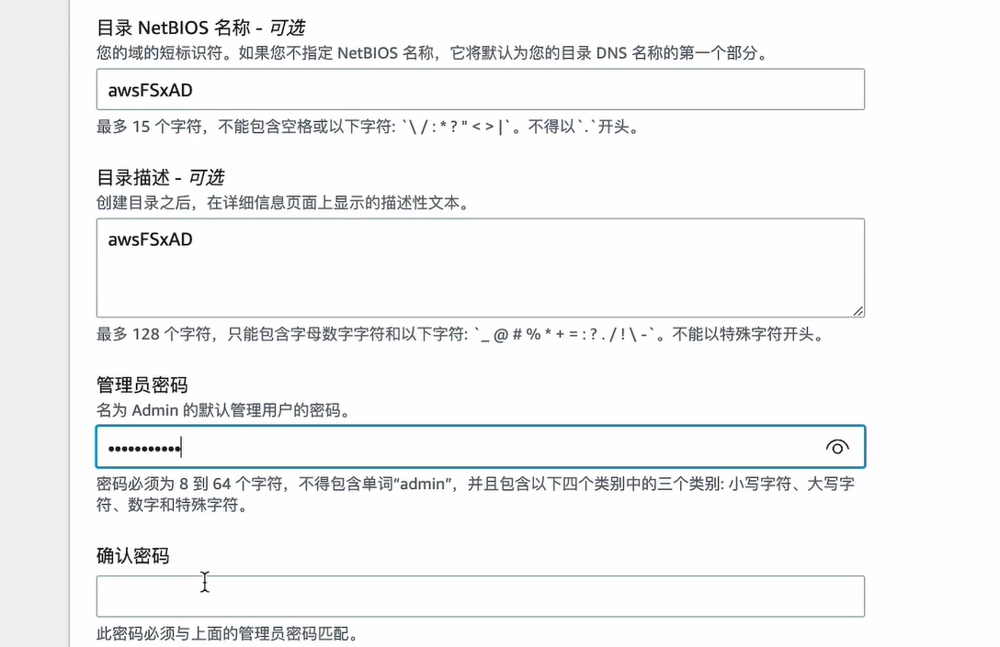 目录 NetBIOS 名称 - 可选
您的域的短标识符。如果您不指定 NetBIOS 名称，它将默认为您的目录 DNS 名称的第一个部分。
awsFSxAD
最多 15 个字符，不能包含空格或以下字符: `\ / : * ? " < > |`。不得以`.`开头。
目录描述 - 可选
创建目录之后，在详细信息页面上显示的描述性文本。
awsFSxAD
最多 128 个字符，只能包含字母数字字符和以下字符: `_ @ # % * + = : ? . / ! \ -`。不能以特殊字符开头。
管理员密码
名为 Admin 的默认管理用户的密码。
•••••••••••
密码必须为 8 到 64 个字符，不得包含单词“admin”，并且包含以下四个类别中的三个类别: 小写字符、大写字
符、数字和特殊字符。
确认密码
此密码必须与上面的管理员密码匹配。